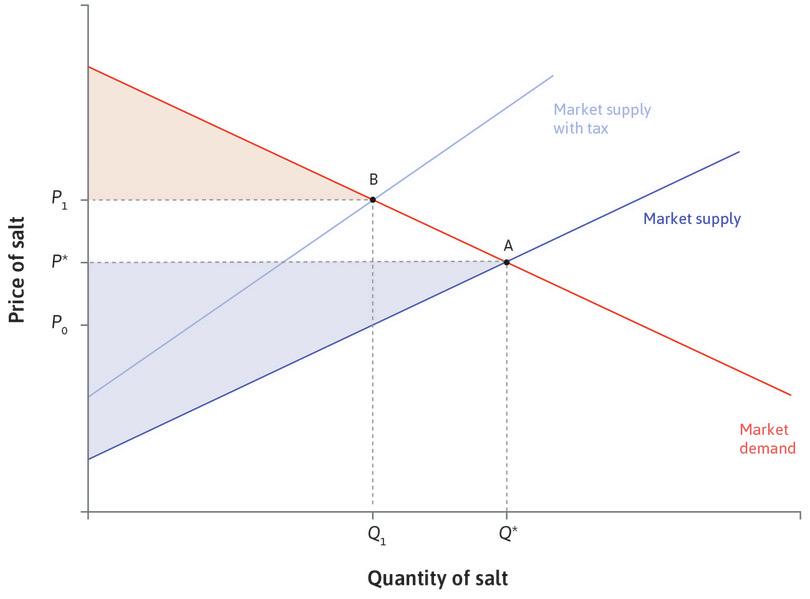 Market supply
with tax
B
P1
Market supply
A
P*
P0
Price of salt
Market
demand
Q1
Q*
Quantity of salt